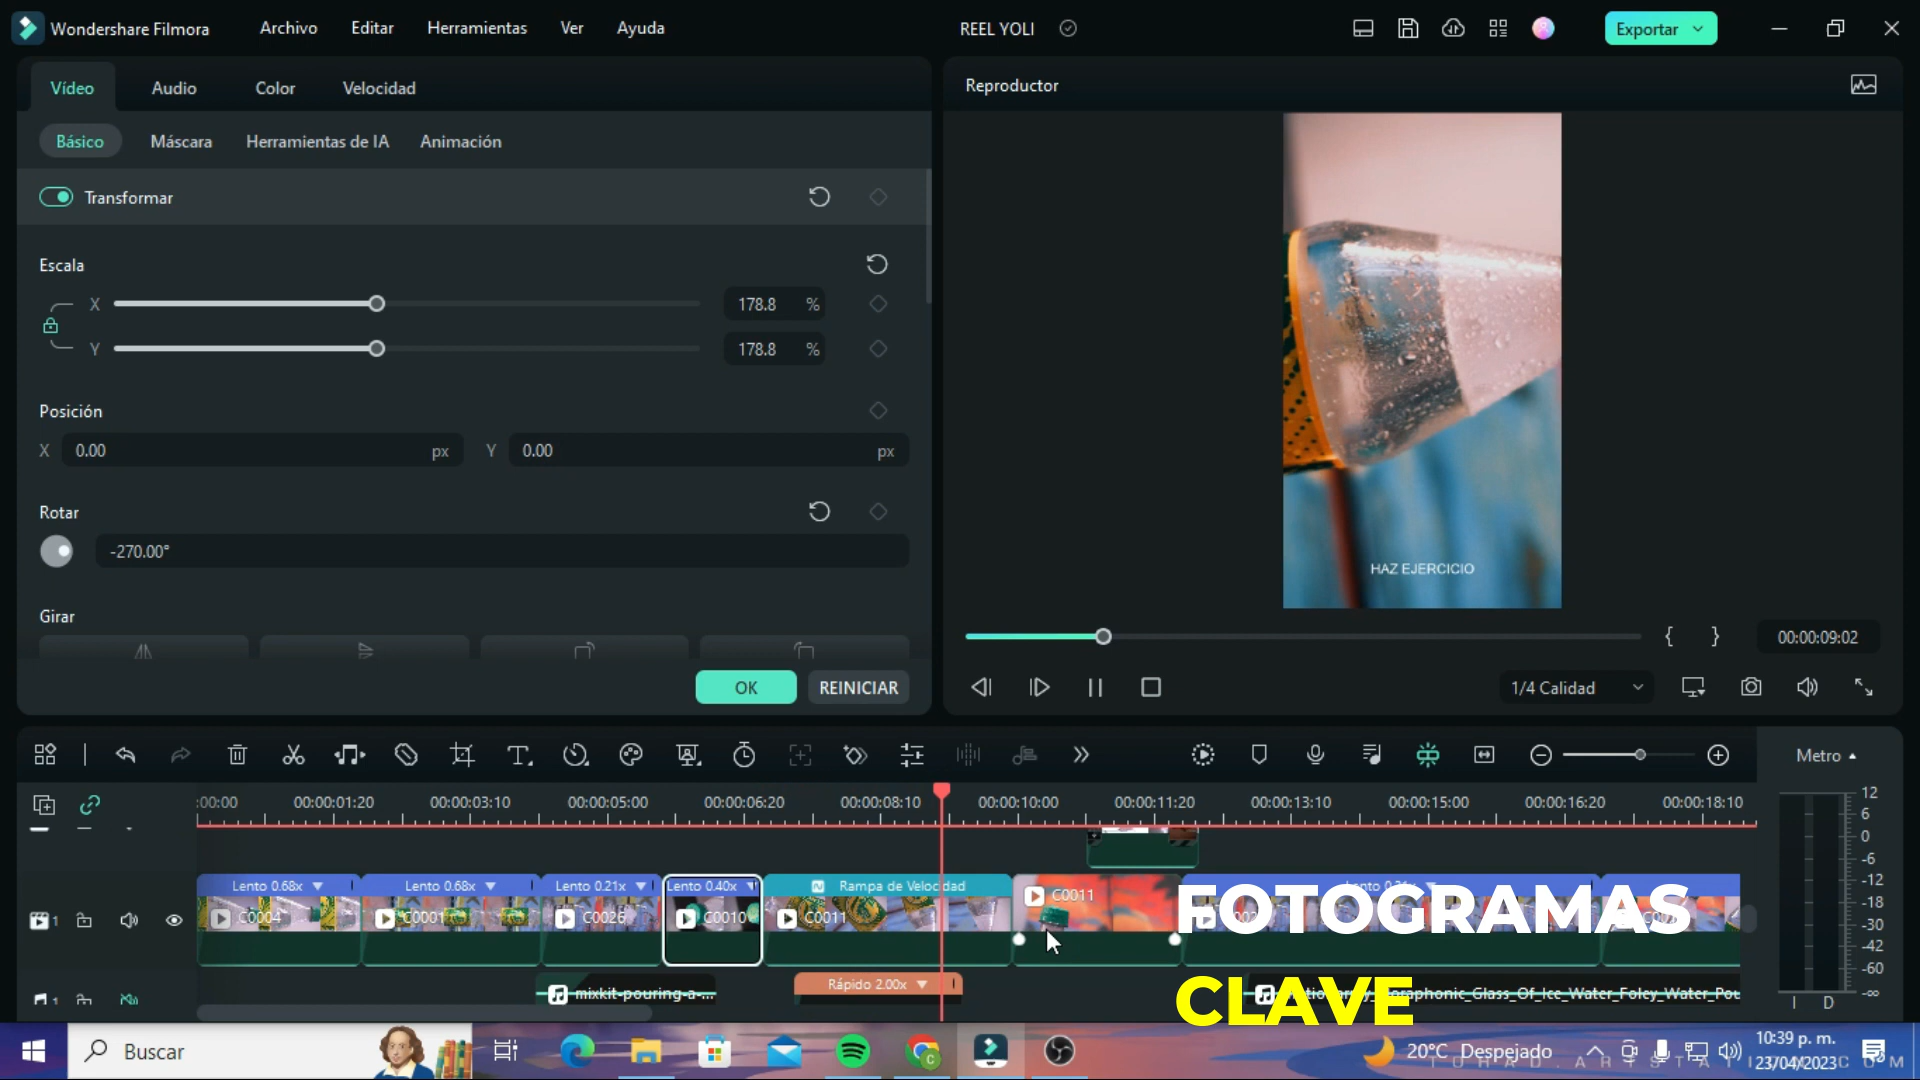 Wondershare Filmora
Archivo
Editar
Herramientas
Ver
Ayuda
REEL YOLI
Exportar
Vídeo
Audio
Color
Velocidad
Básico
Máscara
Herramientas de IA
Animación
Transformar
Escala
X
178.8
%
Y
178.8
%
Posición
X
0.00
px
Y
0.00
px
Rotar
-270.00°
Girar
OK
REINICIAR
Reproductor
HAZ EJERCICIO
{ }
00:00:09:02
1/4 Calidad
Metro
:00:00
00:00:01:20
00:00:03:10
00:00:05:00
00:00:06:20
00:00:08:10
00:00:10:00
00:00:11:20
00:00:13:10
00:00:15:00
00:00:16:20
00:00:18:10
12
6
0
-6
-12
-18
-30
-42
-60
-∞
I D
Lento 0.68x
Lento 0.68x
Lento 0.21x
Lento 0.40x
Rampa de Velocidad
C0004
C0001
C0026
C0010
C0011
C0011
1
FOTOGRAMAS
CLAVE
1
mixkit-pouring-a-...
Rápido 2.00x
Buscar
20°C Despejado
10:39 p. m.
23/04/2023